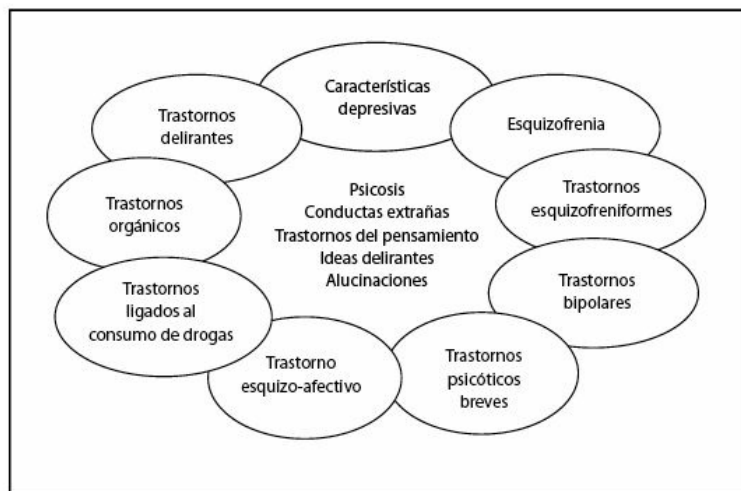 Características
depresivas
Trastornos
delirantes
Esquizofrenia
Trastornos
orgánicos
Psicosis
Conductas extrañas
Trastornos del pensamiento
Ideas delirantes
Alucinaciones
Trastornos
esquizofreniformes
Trastornos
ligados al
consumo de drogas
Trastornos
bipolares
Trastorno
esquizo-afectivo
Trastornos
psicóticos
breves